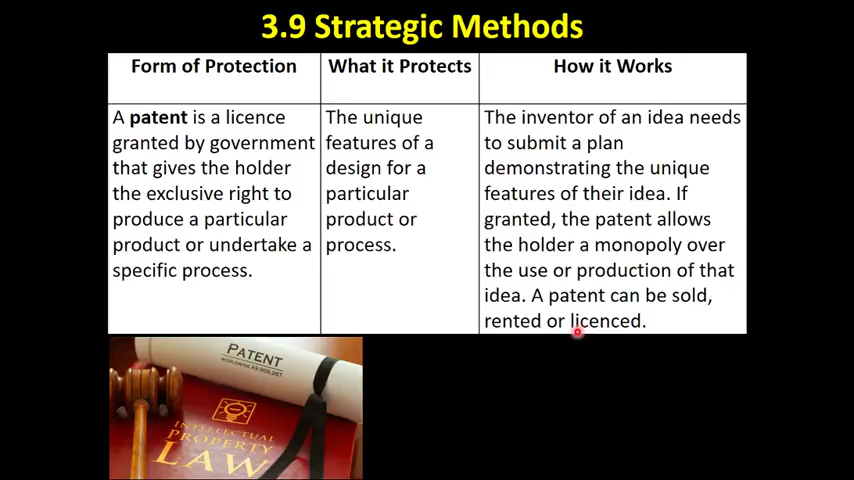 3.9 Strategic Methods
Form of Protection
What it Protects
How it Works
A patent is a licence
granted by government
that gives the holder
the exclusive right to
produce a particular
product or undertake a
specific process.
The unique
features of a
design for a
particular
product or
process.
The inventor of an idea needs
to submit a plan
demonstrating the unique
features of their idea. If
granted, the patent allows
the holder a monopoly over
the use or production of that
idea. A patent can be sold,
rented or licenced.
PATENT
WORLDWIDE
INTELLECTUAL
PROPERTY
LAW